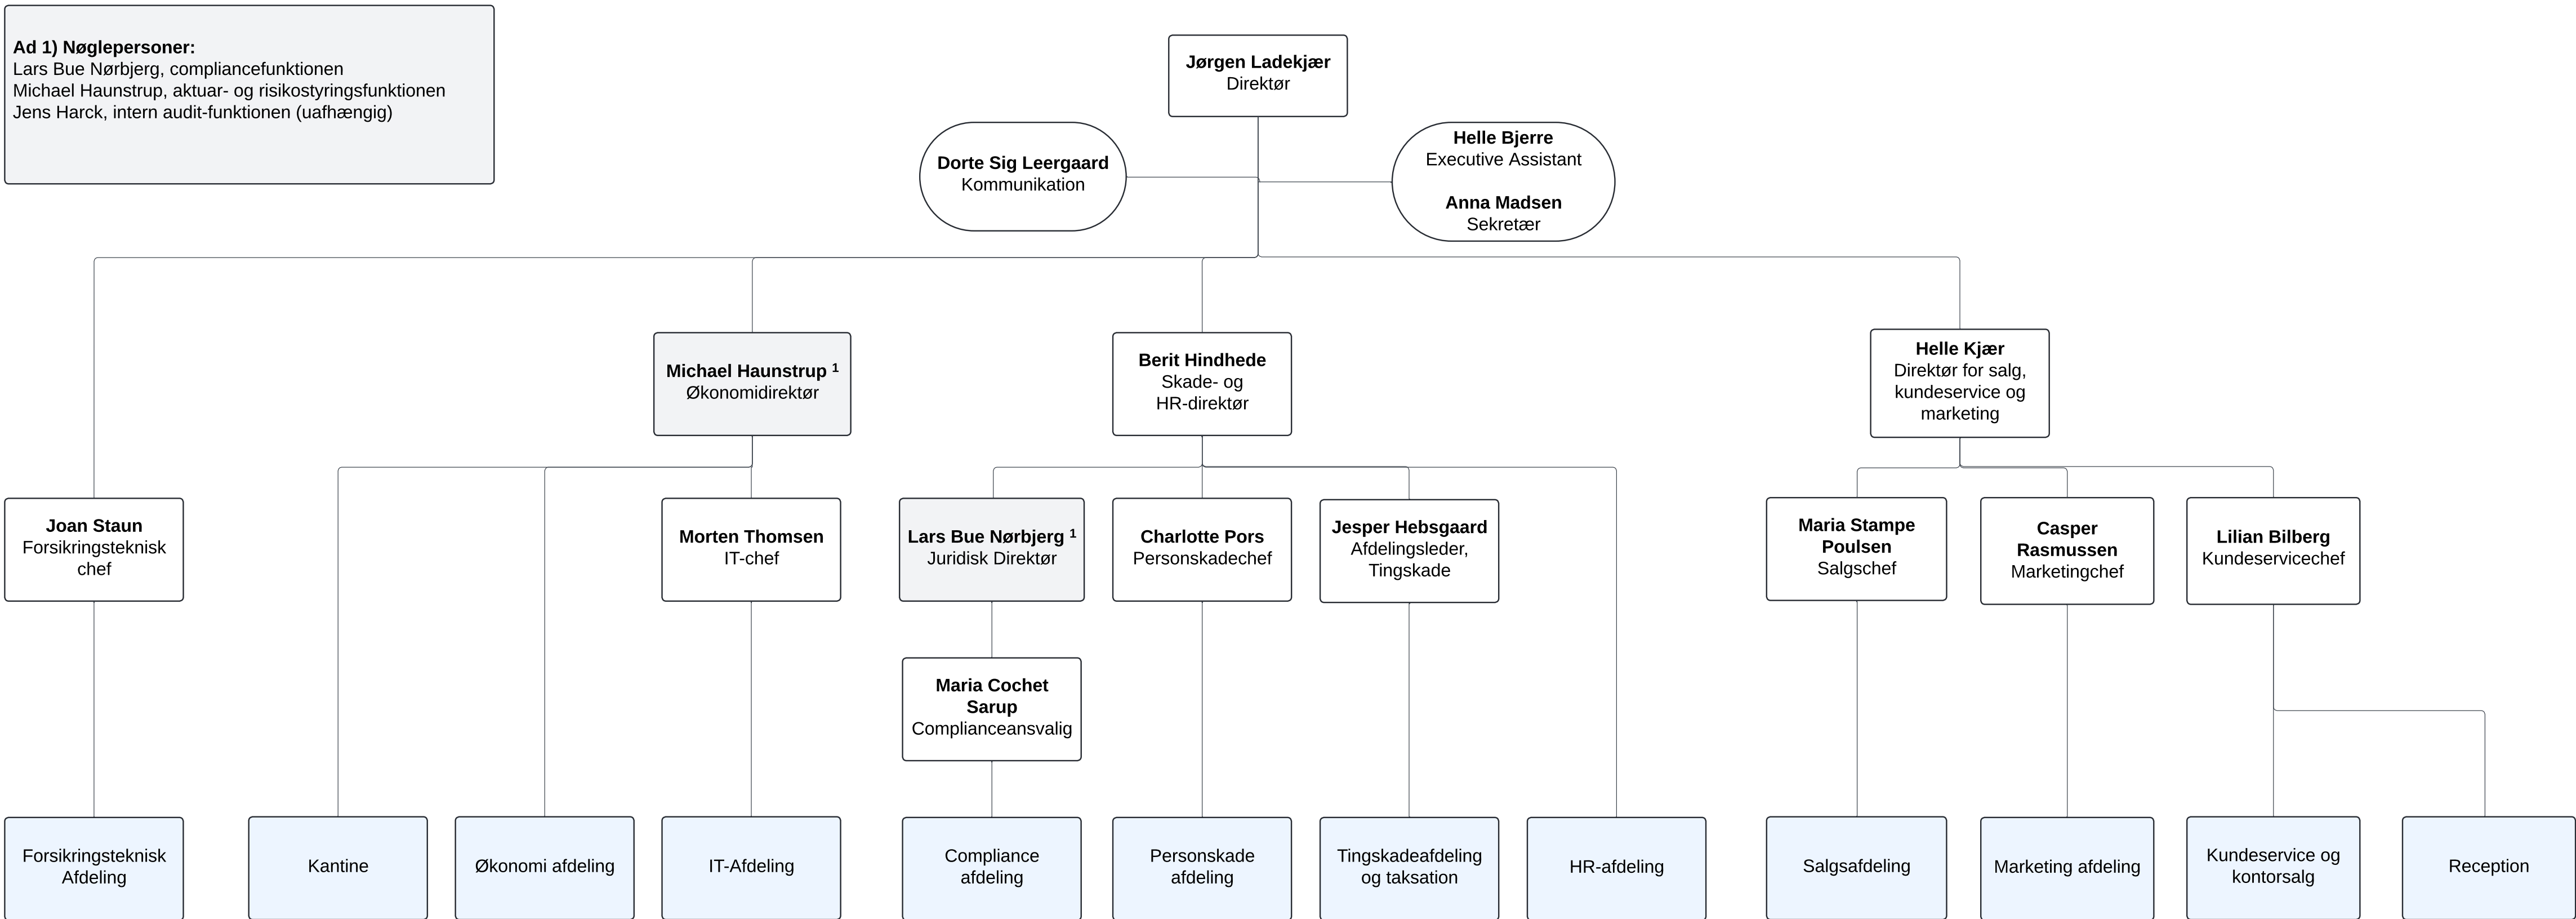 Ad 1) Nøglepersoner:
Lars Bue Nørbjerg, compliancefunktionen
Michael Haunstrup, aktuar- og risikostyringsfunktionen
Jens Harck, intern audit-funktionen (uafhængig)
Jørgen Ladekjær
Direktør
Dorte Sig Leergaard
Kommunikation
Helle Bjerre
Executive Assistant
Anna Madsen
Sekretær
Michael Haunstrup ¹
Økonomidirektør
Berit Hindhede
Skade- og
HR-direktør
Helle Kjær
Direktør for salg,
kundeservice og
marketing
Joan Staun
Forsikringsteknisk
chef
Morten Thomsen
IT-chef
Lars Bue Nørbjerg ¹
Juridisk Direktør
Charlotte Pors
Personskadechef
Jesper Hebsgaard
Afdelingsleder,
Tingskade
Maria Stampe
Poulsen
Salgschef
Casper
Rasmussen
Marketingchef
Lilian Bilberg
Kundeservicechef
Maria Cochet
Sarup
Complianceansvalig
Forsikringsteknisk
Afdeling
Kantine
Økonomi afdeling
IT-Afdeling
Compliance
afdeling
Personskade
afdeling
Tingskadeafdeling
og taksation
HR-afdeling
Salgsafdeling
Marketing afdeling
Kundeservice og
kontorsalg
Reception